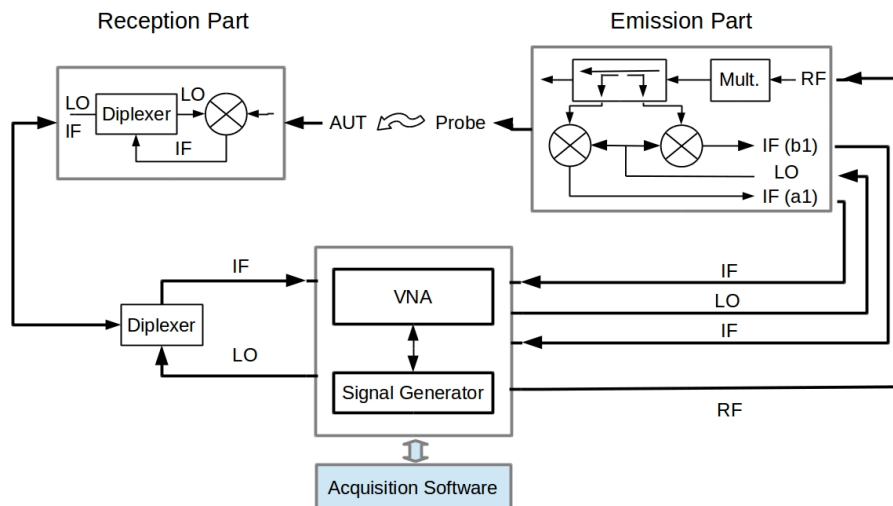 Reception Part
Emission Part
LO
IF
Diplexer
LO
IF
AUT
Probe
Mult.
RF
IF (b1)
LO
IF (a1)
IF
Diplexer
LO
VNA
Signal Generator
IF
LO
IF
RF
Acquisition Software